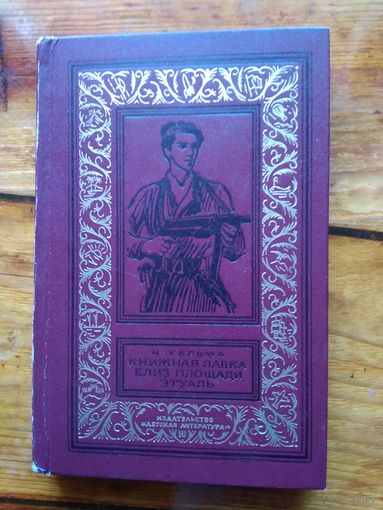 Н. КАЛЬМА
КНИЖНАЯ ЛАВКА
БЛИЗ ПЛОЩАДИ
ЭТУАЛЬ
ИЗДАТЕЛЬСТВО
«ДЕТСКАЯ ЛИТЕРАТУРА»